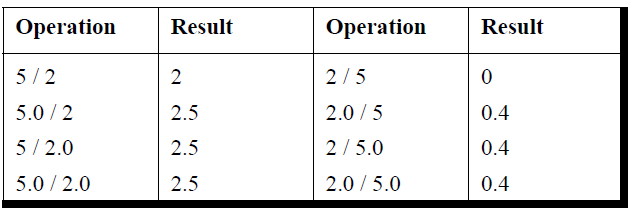 Operation Result Operation Result
5 / 2 2 2 / 5 0
5.0 / 2 2.5 2.0 / 5 0.4
5 / 2.0 2.5 2 / 5.0 0.4
5.0 / 2.0 2.5 2.0 / 5.0 0.4